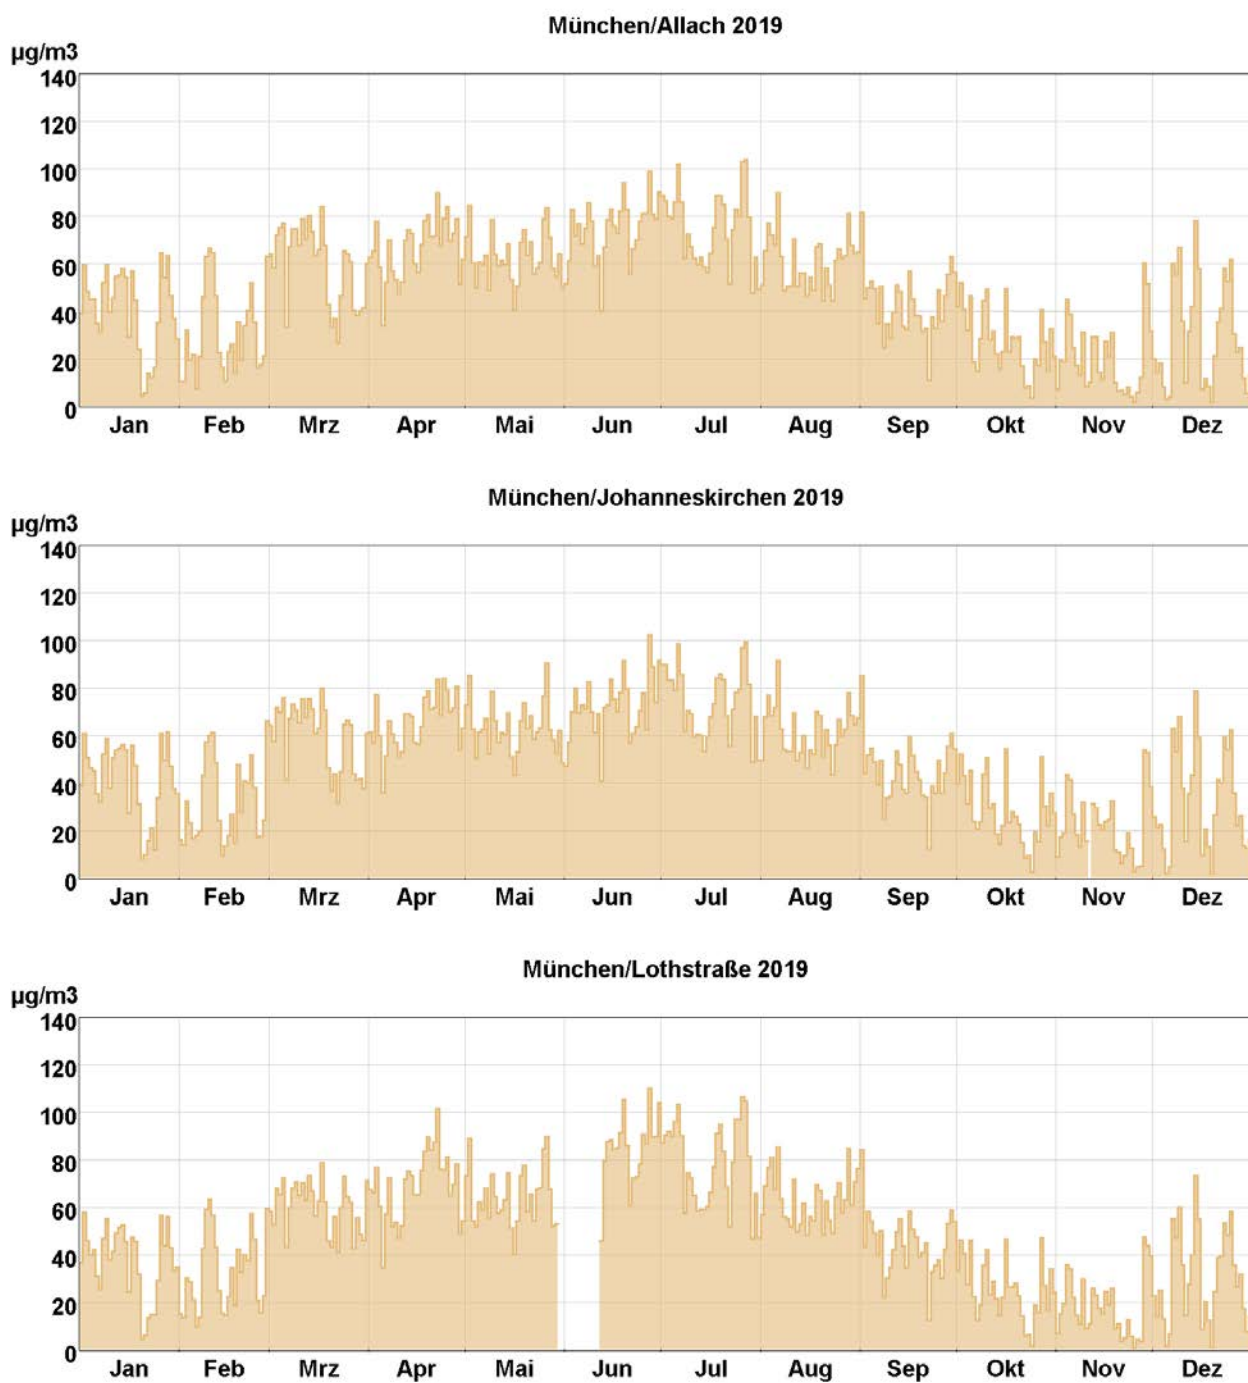 München/Allach 2019
µg/m3
140
120
100
80
60
40
20
0
Jan Feb Mrz Apr Mai Jun Jul Aug Sep Okt Nov Dez
München/Johanneskirchen 2019
µg/m3
140
120
100
80
60
40
20
0
Jan Feb Mrz Apr Mai Jun Jul Aug Sep Okt Nov Dez
München/Lothstraße 2019
µg/m3
140
120
100
80
60
40
20
0
Jan Feb Mrz Apr Mai Jun Jul Aug Sep Okt Nov Dez